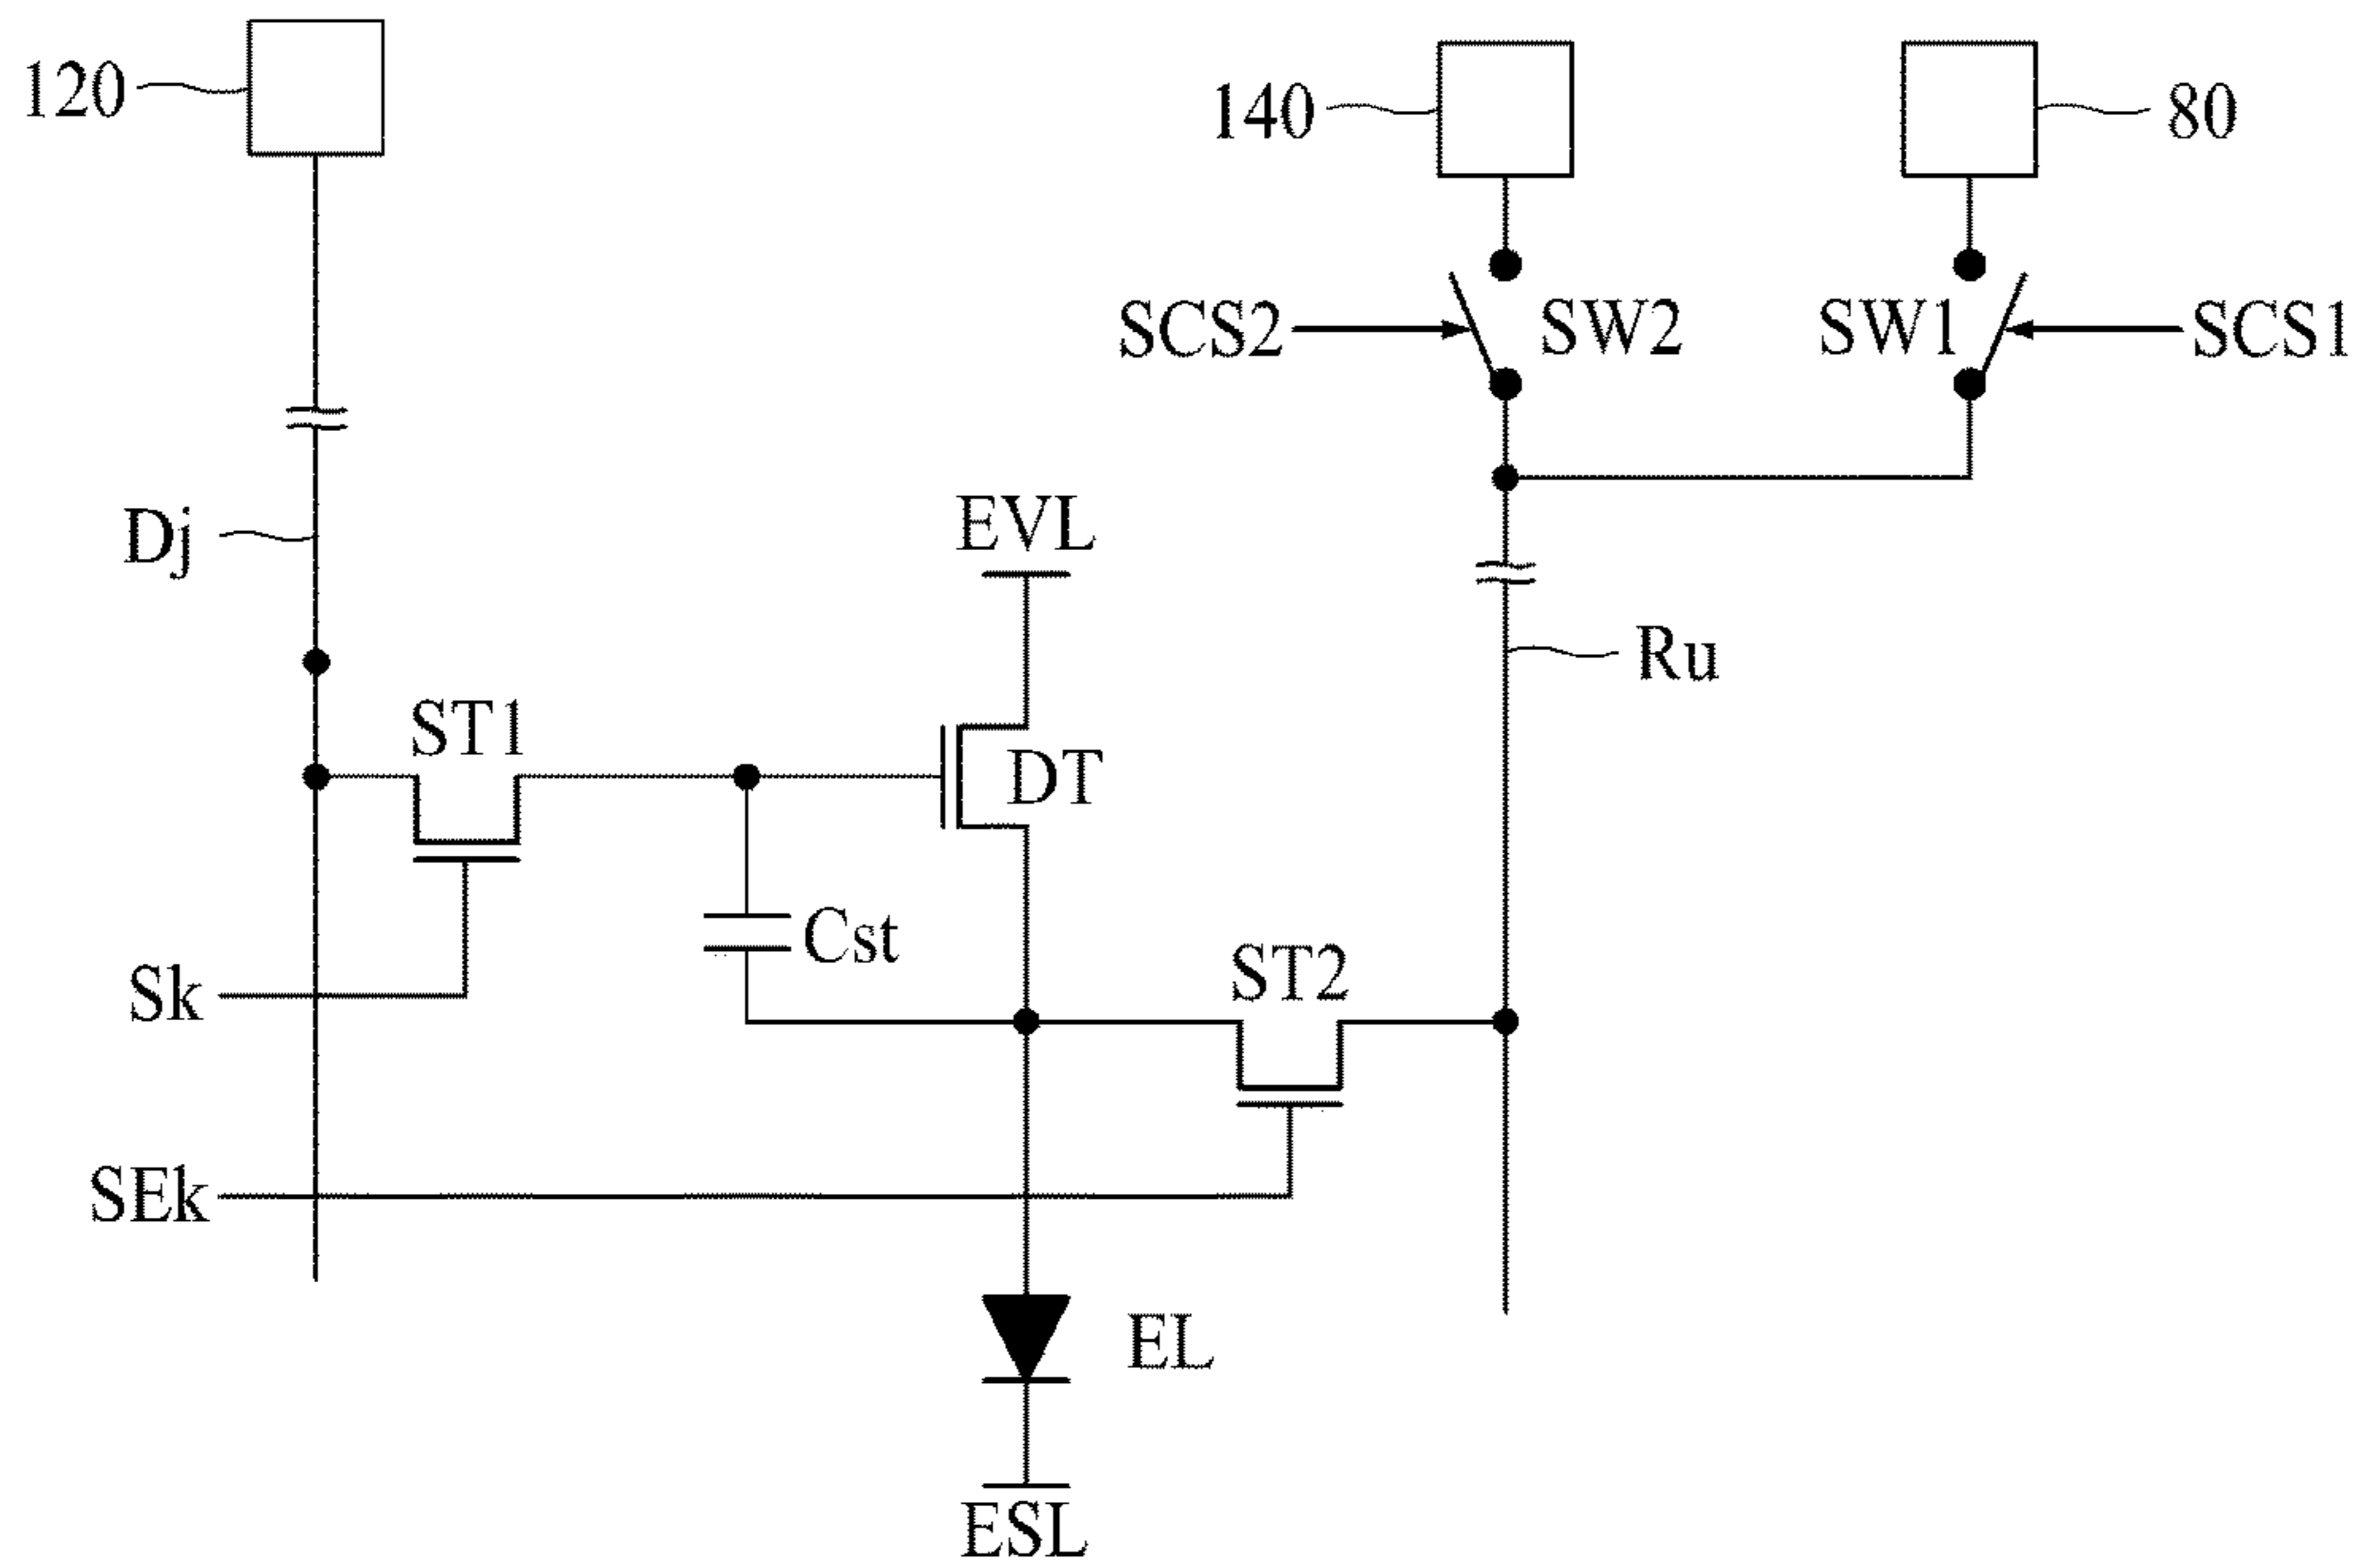 120
140
80
SCS2
SW2
SW1
SCS1
Dj
EVL
Ru
ST1
DT
Cst
ST2
Sk
SEk
EL
ESL